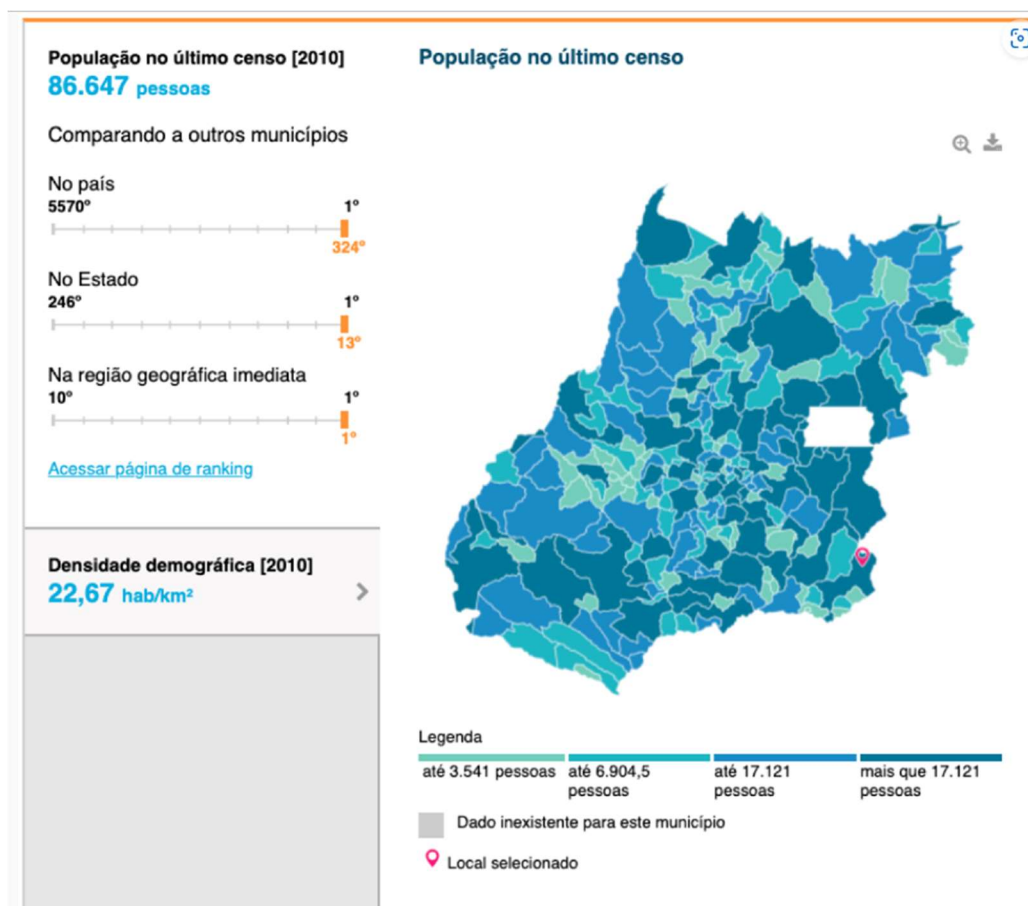 População no último censo [2010]
86.647 pessoas
Comparando a outros municípios
No país
5570º 1º
324º
No Estado
246º 1º
13º
Na região geográfica imediata
10º 1º
1º
Acessar página de ranking
Densidade demográfica [2010]
22,67 hab/km²
População no último censo
Legenda
até 3.541 pessoas
até 6.904,5
pessoas
até 17.121
pessoas
mais que 17.121
pessoas
Dado inexistente para este município
Local selecionado